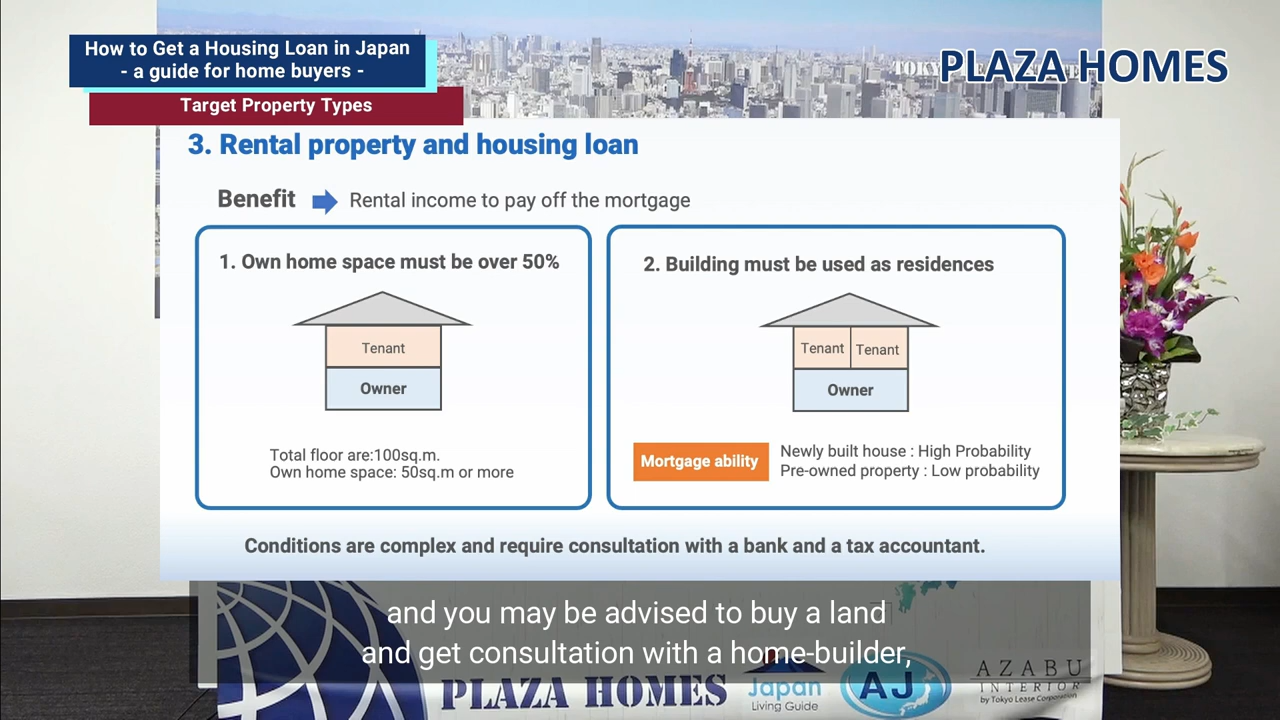 How to Get a Housing Loan in Japan
- a guide for home buyers -
Target Property Types
PLAZA HOMES
3. Rental property and housing loan
Benefit Rental income to pay off the mortgage
1. Own home space must be over 50%
Tenant
Owner
Total floor are:100sq.m.
Own home space: 50sq.m or more
2. Building must be used as residences
Tenant Tenant
Owner
Mortgage ability
Newly built house : High Probability
Pre-owned property : Low probability
Conditions are complex and require consultation with a bank and a tax accountant.
and you may be advised to buy a land
and get consultation with a home-builder,
PLAZA HOMES
Japan
Living Guide
AJ
AZABU
INTERIOR
by Tokyo Lease Corporation